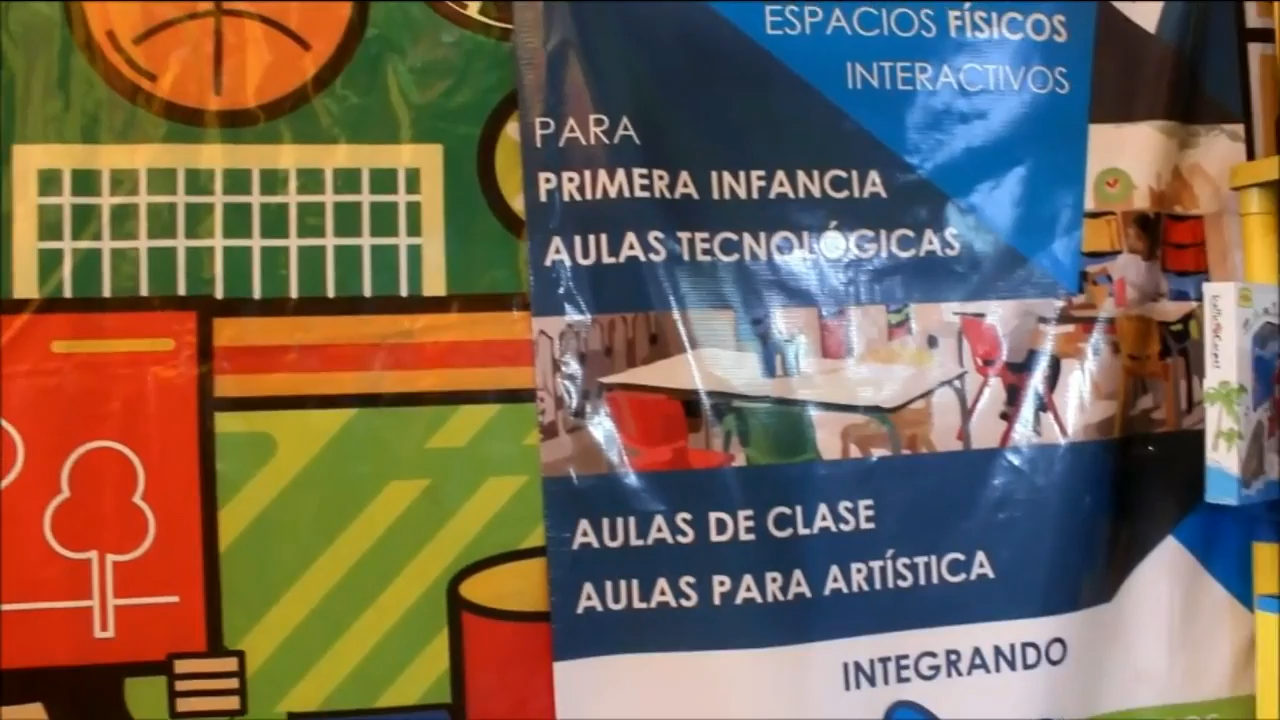 ESPACIOS FÍSICOS
INTERACTIVOS
PARA
PRIMERA INFANCIA
AULAS TECNOLÓGICAS
AULAS DE CLASE
AULAS PARA ARTÍSTICA
INTEGRANDO